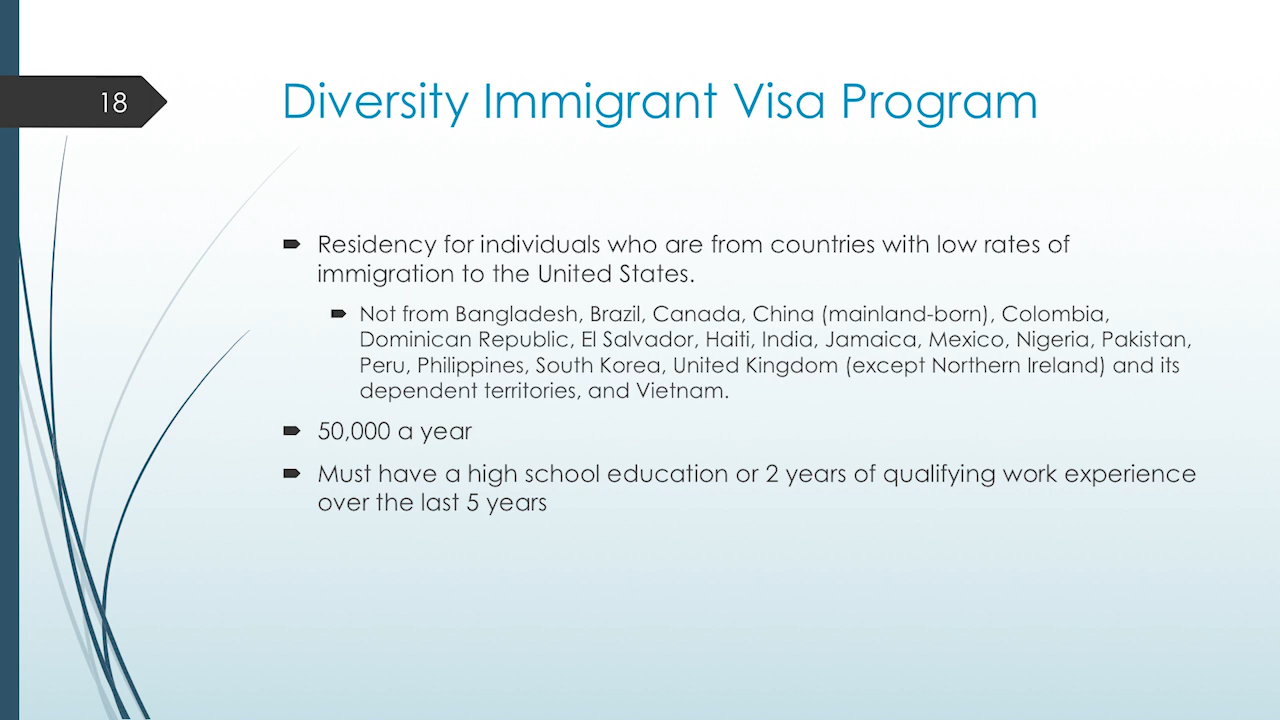 18
Diversity Immigrant Visa Program
Residency for individuals who are from countries with low rates of
immigration to the United States.
Not from Bangladesh, Brazil, Canada, China (mainland-born), Colombia,
Dominican Republic, El Salvador, Haiti, India, Jamaica, Mexico, Nigeria, Pakistan,
Peru, Philippines, South Korea, United Kingdom (except Northern Ireland) and its
dependent territories, and Vietnam.
50,000 a year
Must have a high school education or 2 years of qualifying work experience
over the last 5 years